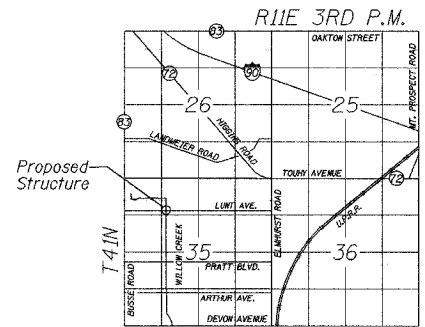 R11E 3RD P.M.
83
OAKTON STREET
MT. PROSPECT ROAD
72
90
26
25
83
HIGGINS ROAD
LANDMEIER ROAD
TOUHY AVENUE
72
Proposed
Structure
LUNT AVE.
ELMHURST ROAD
U.P.R.R.
T41N
WILLOW CREEK
35
36
PRATT BLVD.
BUSSE ROAD
ARTHUR AVE.
DEVON AVENUE